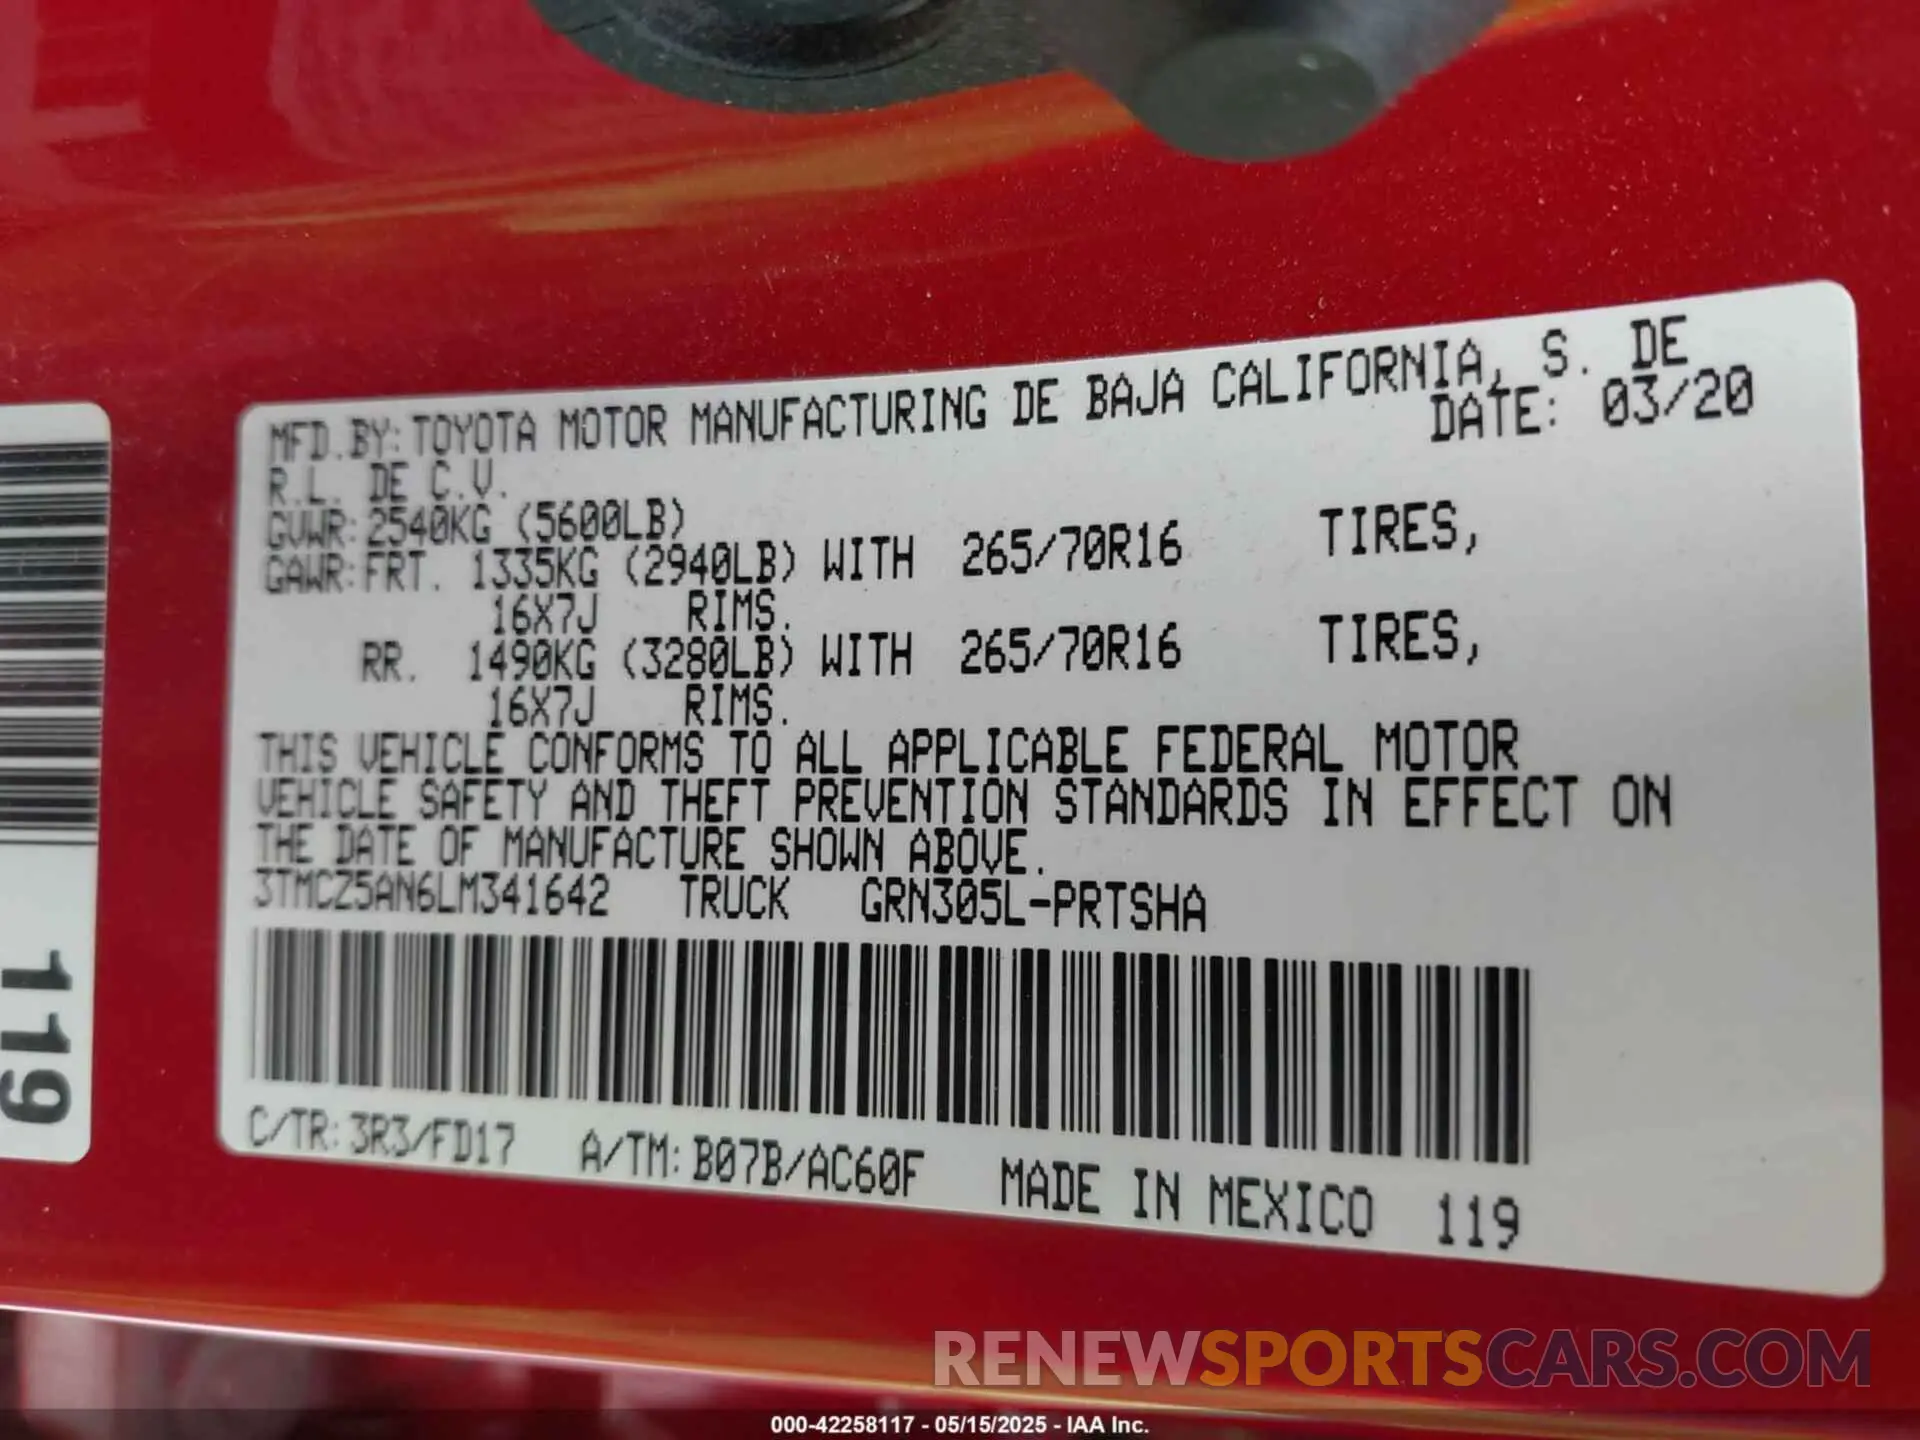 MFD.BY: TOYOTA MOTOR MANUFACTURING DE BAJA CALIFORNIA, S. DE
R.L. DE C.V. DATE: 03/20
GVWR: 2540KG (5600LB)
GAWR: FRT. 1335KG (2940LB) WITH 265/70R16 TIRES,
16X7J RIMS.
RR. 1490KG (3280LB) WITH 265/70R16 TIRES,
16X7J RIMS.
THIS VEHICLE CONFORMS TO ALL APPLICABLE FEDERAL MOTOR
VEHICLE SAFETY AND THEFT PREVENTION STANDARDS IN EFFECT ON
THE DATE OF MANUFACTURE SHOWN ABOVE.
3TMCZ5AN6LM341642 TRUCK GRN305L-PRTSHA
C/TR: 3R3/FD17 A/TM: B07B/AC60F MADE IN MEXICO 119
119
RENEWSPORTSCARS.COM
000-42258117 - 05/15/2025 - IAA Inc.